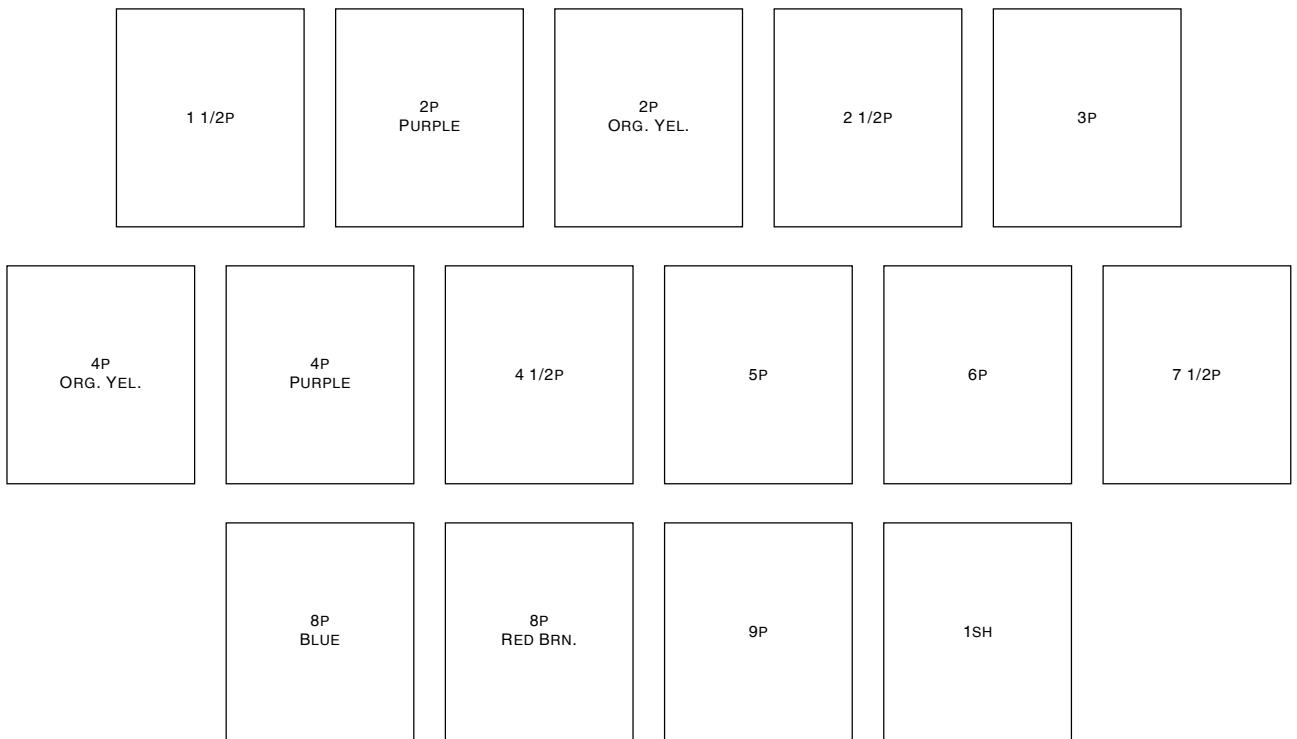 1 1/2P
2P
PURPLE
2P
ORG. YEL.
2 1/2P
3P
4P
ORG. YEL.
4P
PURPLE
4 1/2P
5P
6P
7 1/2P
8P
BLUE
8P
RED BRN.
9P
1SH